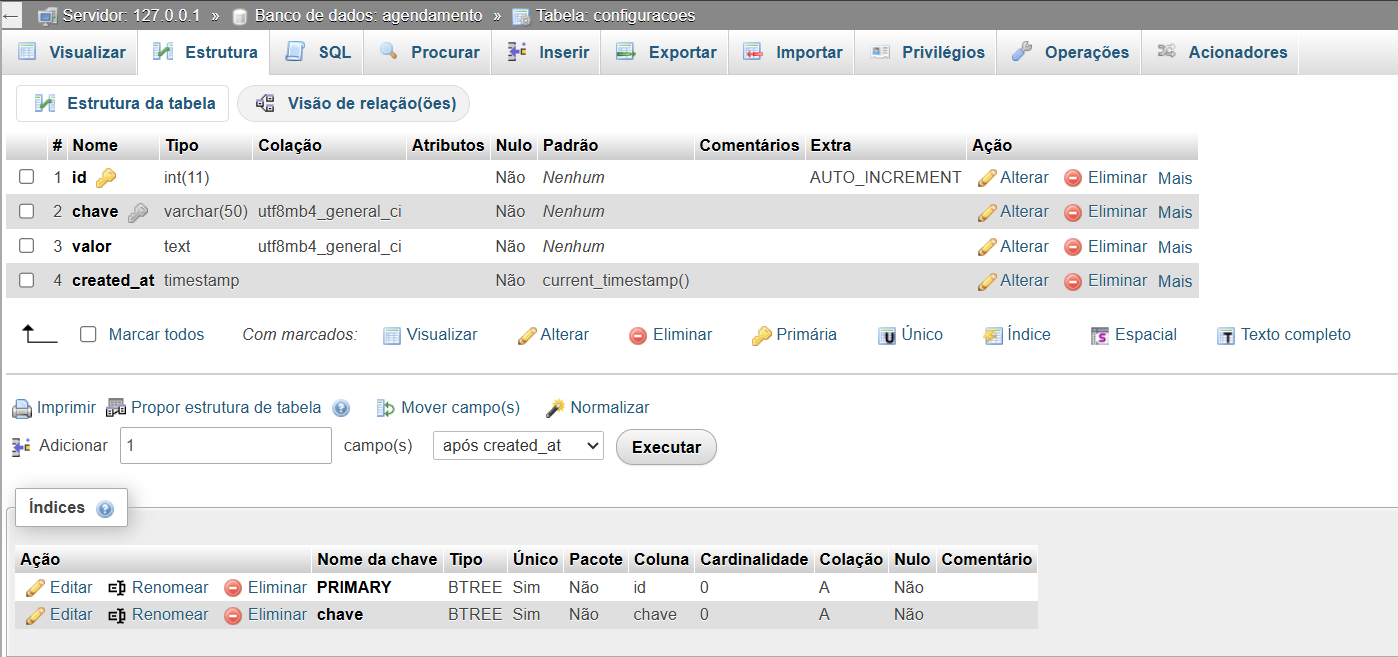 Servidor: 127.0.0.1 » Banco de dados: agendamento » Tabela: configuracoes
Visualizar Estrutura SQL Procurar Inserir Exportar Importar Privilégios Operações Acionadores
Estrutura da tabela Visão de relação(ões)
# Nome Tipo Colação Atributos Nulo Padrão Comentários Extra Ação
1 id int(11) Não Nenhum AUTO_INCREMENT Alterar Eliminar Mais
2 chave varchar(50) utf8mb4_general_ci Não Nenhum Alterar Eliminar Mais
3 valor text utf8mb4_general_ci Não Nenhum Alterar Eliminar Mais
4 created_at timestamp Não current_timestamp() Alterar Eliminar Mais
Marcar todos Com marcados: Visualizar Alterar Eliminar Primária Único Índice Espacial Texto completo
Imprimir Propor estrutura de tabela Mover campo(s) Normalizar
Adicionar 1 campo(s) após created_at Executar
Índices
Ação Nome da chave Tipo Único Pacote Coluna Cardinalidade Colação Nulo Comentário
Editar Renomear Eliminar PRIMARY BTREE Sim Não id 0 A Não
Editar Renomear Eliminar chave BTREE Sim Não chave 0 A Não